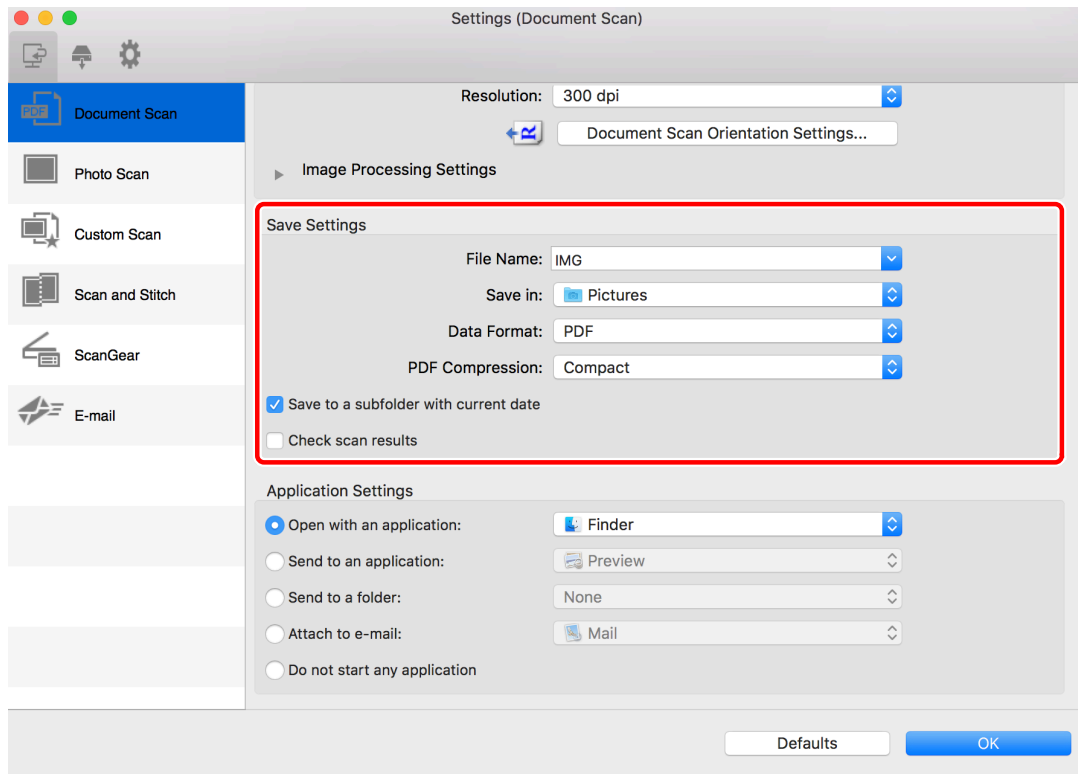 Settings (Document Scan)
PDF
Document Scan
Photo Scan
Custom Scan
Scan and Stitch
ScanGear
E-mail
Resolution: 300 dpi
R Document Scan Orientation Settings...
Image Processing Settings
Save Settings
File Name: IMG
Save in: Pictures
Data Format: PDF
PDF Compression: Compact
Save to a subfolder with current date
Check scan results
Application Settings
Open with an application: Finder
Send to an application: Preview
Send to a folder: None
Attach to e-mail: Mail
Do not start any application
Defaults OK